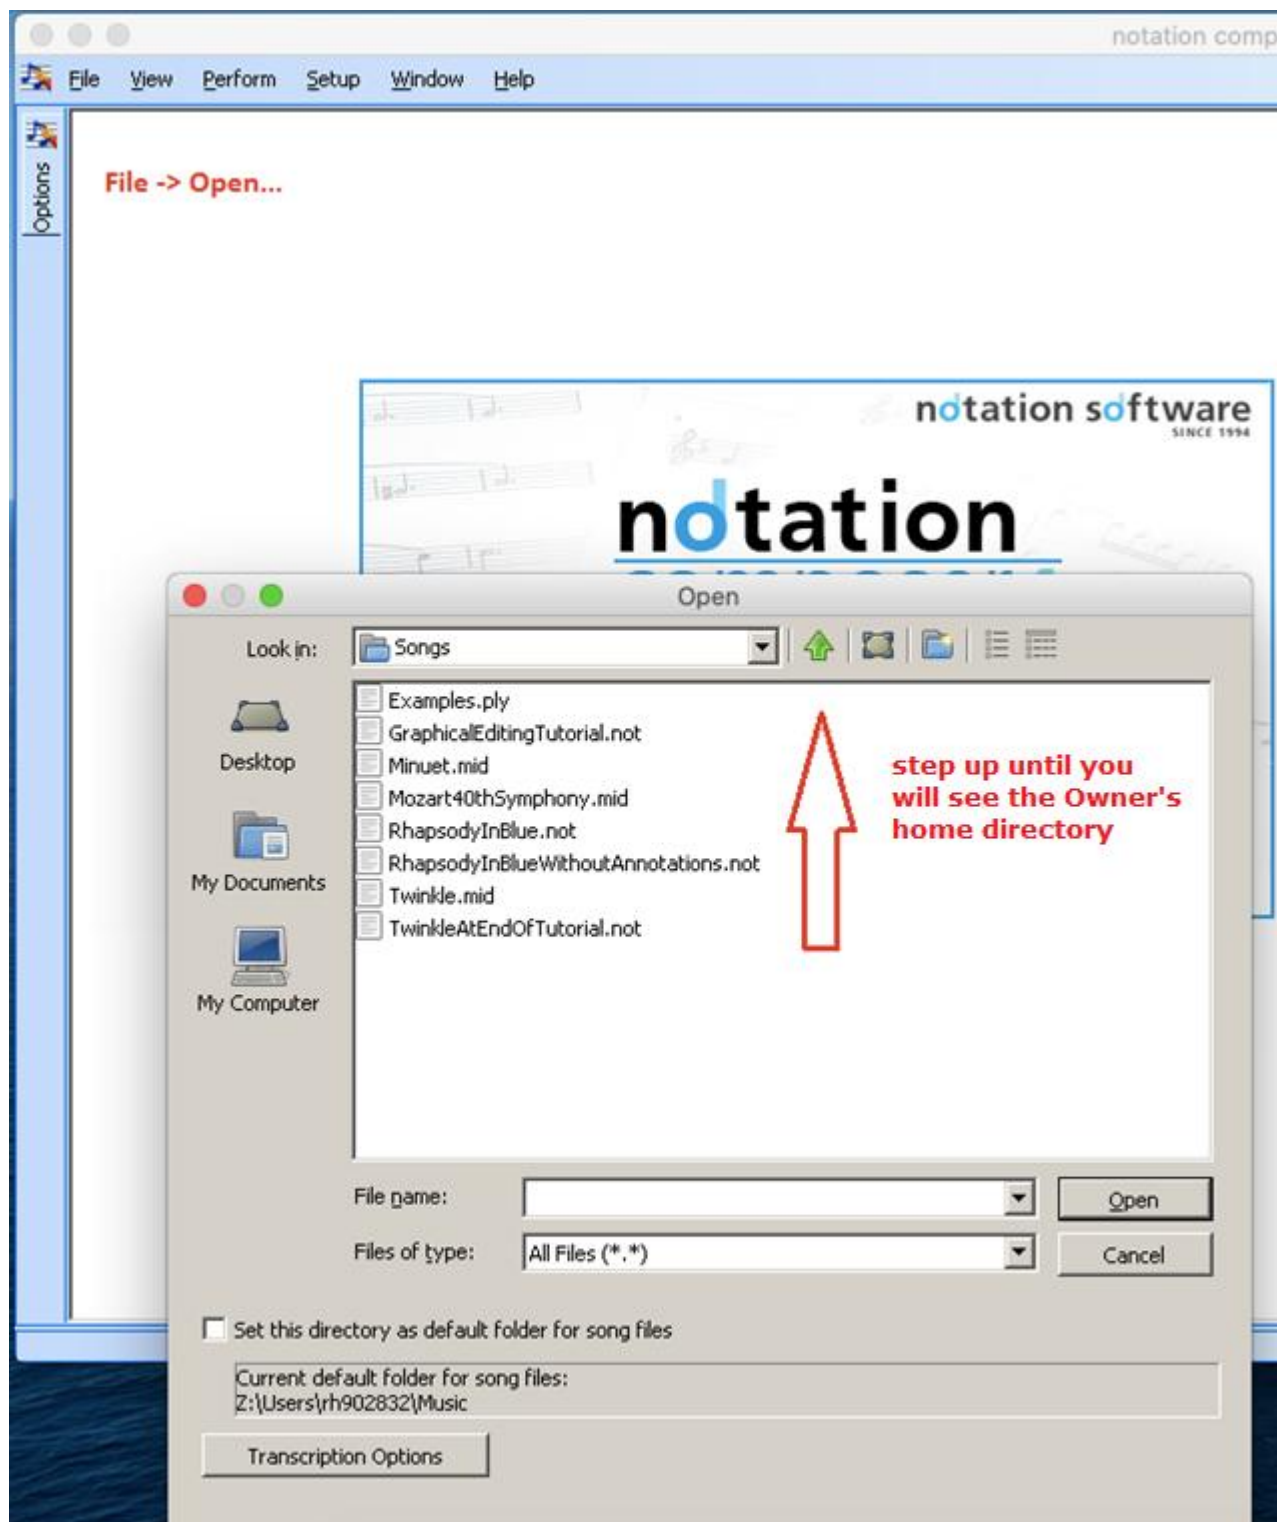 notation comp
File View Perform Setup Window Help
Options
File -> Open...
notation software
SINCE 1994
notation
Open
Look in:
Songs
Desktop
My Documents
My Computer
Examples.ply
GraphicalEditingTutorial.not
Minuet.mid
Mozart40thSymphony.mid
RhapsodyInBlue.not
RhapsodyInBlueWithoutAnnotations.not
Twinkle.mid
TwinkleAtEndOfTutorial.not
step up until you
will see the Owner's
home directory
File name:
Open
Files of type: All Files (*.*)
Cancel
Set this directory as default folder for song files
Current default folder for song files:
Z:\Users\rh902832\Music
Transcription Options